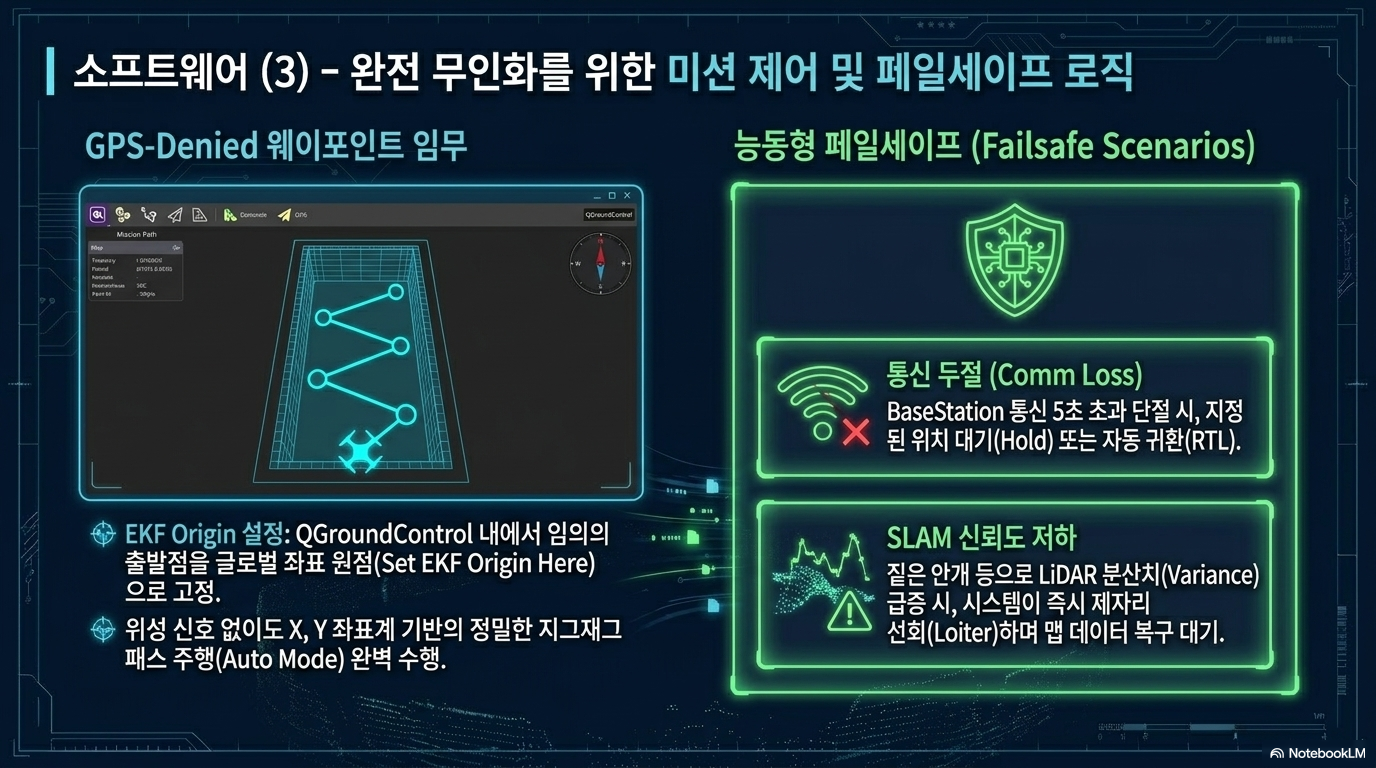 소프트웨어 (3) – 완전 무인화를 위한 미션 제어 및 페일세이프 로직
GPS-Denied 웨이포인트 임무
QGroundControl
Mission Path
N
W
EKF Origin 설정: QGroundControl 내에서 임의의
출발점을 글로벌 좌표 원점(Set EKF Origin Here)
으로 고정.
위성 신호 없이도 X, Y 좌표계 기반의 정밀한 지그재그
패스 주행(Auto Mode) 완벽 수행.
능동형 페일세이프 (Failsafe Scenarios)
통신 두절 (Comm Loss)
BaseStation 통신 5초 초과 단절 시, 지정
된 위치 대기(Hold) 또는 자동 귀환(RTL).
SLAM 신뢰도 저하
짙은 안개 등으로 LiDAR 분산치(Variance)
급증 시, 시스템이 즉시 제자리
선회(Loiter)하며 맵 데이터 복구 대기.
NotebookLM